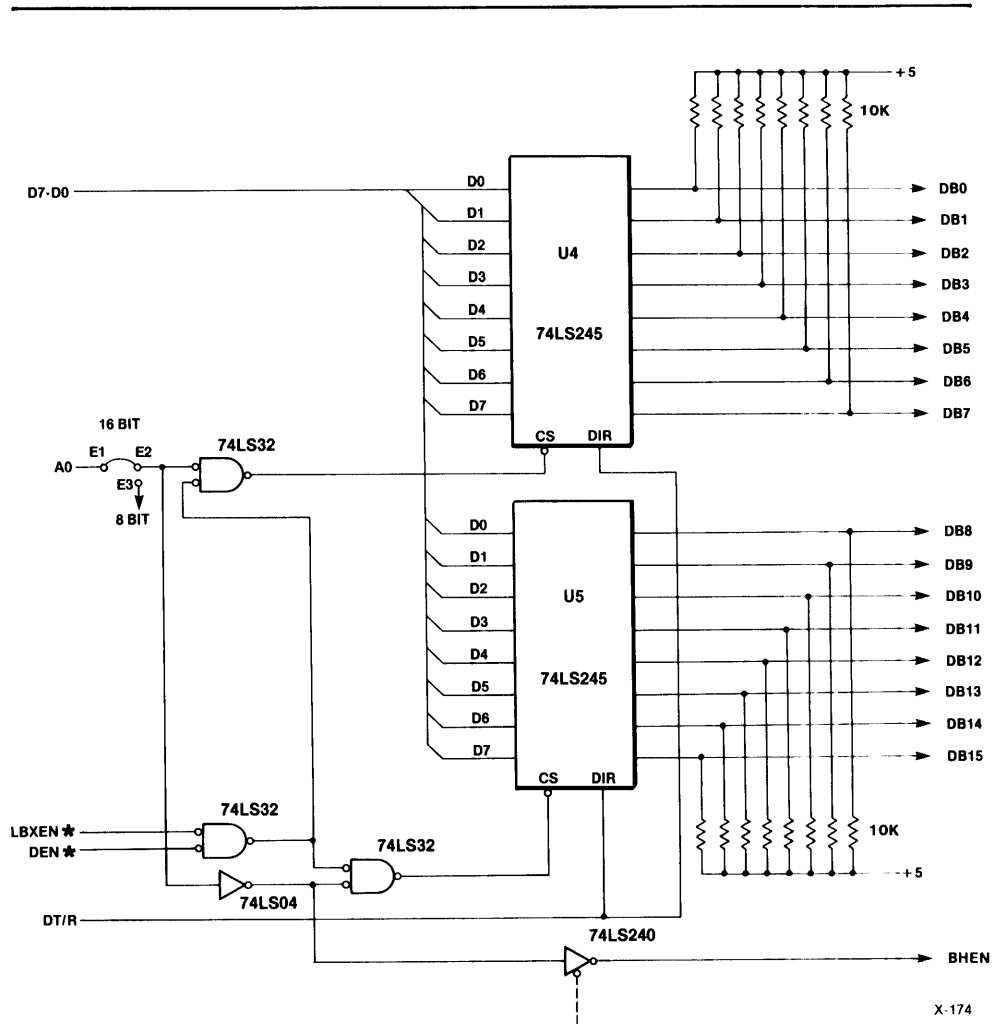 +5
10K
D7-D0
D0
D1
D2
D3
D4
D5
D6
D7
U4
74LS245
CS
DIR
DB0
DB1
DB2
DB3
DB4
DB5
DB6
DB7
16 BIT
A0
E1
E2
E3
8 BIT
74LS32
D0
D1
D2
D3
D4
D5
D6
D7
U5
74LS245
CS
DIR
DB8
DB9
DB10
DB11
DB12
DB13
DB14
DB15
10K
+5
74LS32
LBXEN*
DEN*
74LS32
74LS04
DT/R
74LS240
BHEN
X-174